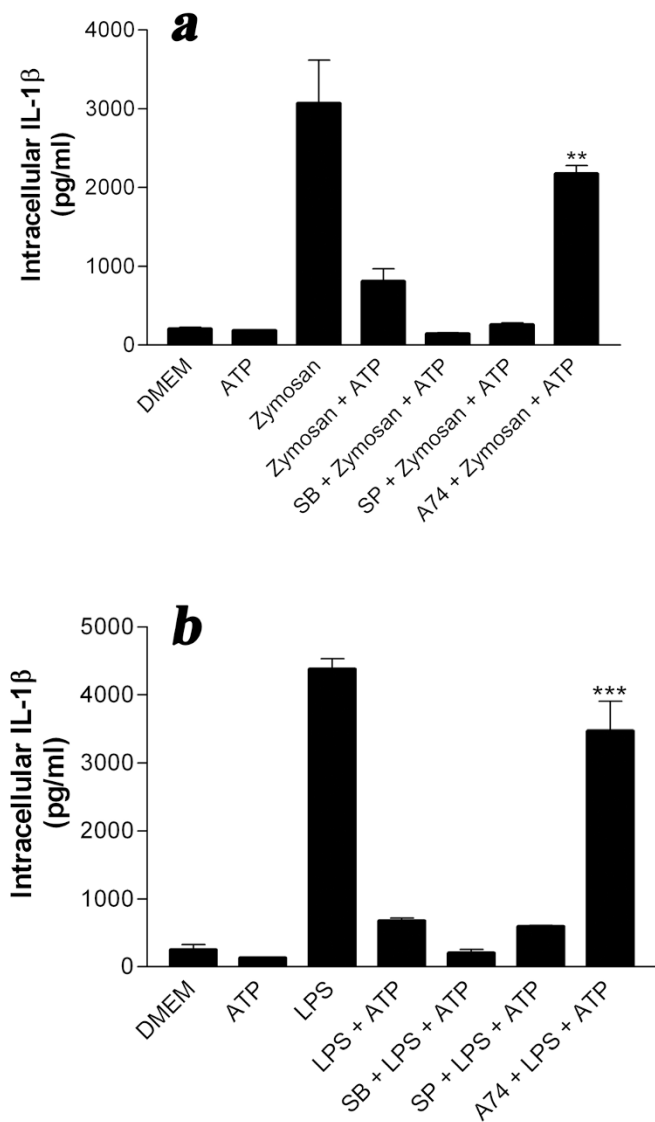 a
4000
3000
2000
1000
0
Intracellular IL-1β
(pg/ml)
**
DMEM
ATP
Zymosan
Zymosan + ATP
SB + Zymosan + ATP
SP + Zymosan + ATP
A74 + Zymosan + ATP
b
5000
4000
3000
2000
1000
0
Intracellular IL-1β
(pg/ml)
***
DMEM
ATP
LPS
LPS + ATP
SB + LPS + ATP
SP + LPS + ATP
A74 + LPS + ATP